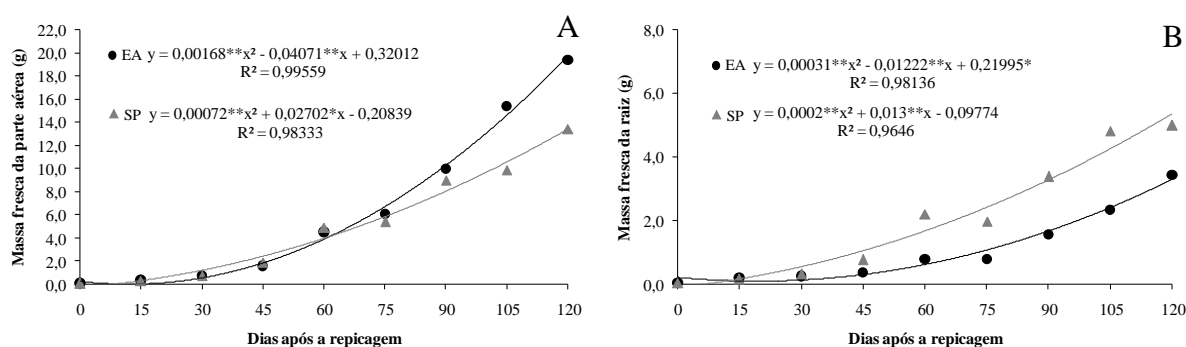 A
Massa fresca da parte aérea (g)
22,0
20,0
18,0
16,0
14,0
12,0
10,0
8,0
6,0
4,0
2,0
0,0
EA y = 0,00168**x² - 0,04071**x + 0,32012
R² = 0,99559
SP y = 0,00072**x² + 0,02702*x - 0,20839
R² = 0,98333
0 15 30 45 60 75 90 105 120
Dias após a repicagem
B
Massa fresca da raiz (g)
8,0
6,0
4,0
2,0
0,0
EA y = 0,00031**x² - 0,01222**x + 0,21995*
R² = 0,98136
SP y = 0,0002**x² + 0,013**x - 0,09774
R² = 0,9646
0 15 30 45 60 75 90 105 120
Dias após a repicagem